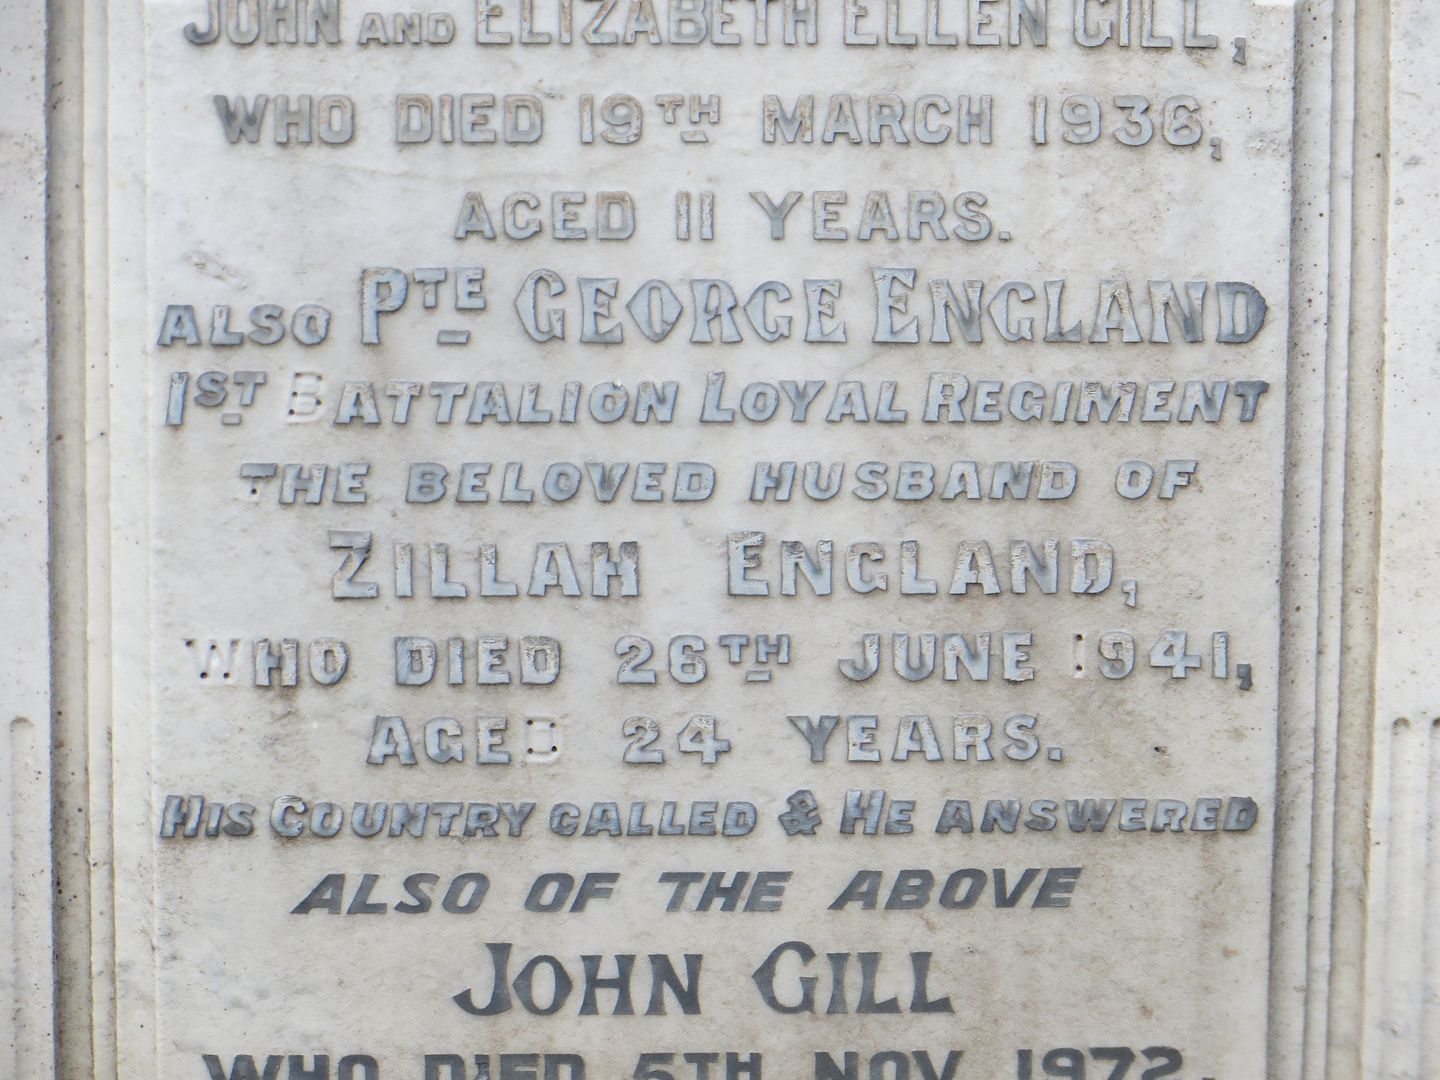 JOHN AND ELIZABETH ELLEN GILL,
WHO DIED 19TH MARCH 1936,
AGED 11 YEARS.
ALSO PTE GEORGE ENGLAND
1ST BATTALION LOYAL REGIMENT
THE BELOVED HUSBAND OF
ZILLAH ENGLAND,
WHO DIED 26TH JUNE 1941,
AGED 24 YEARS.
HIS COUNTRY CALLED & HE ANSWERED
ALSO OF THE ABOVE
JOHN GILL
WHO DIED 5TH NOV 1972,